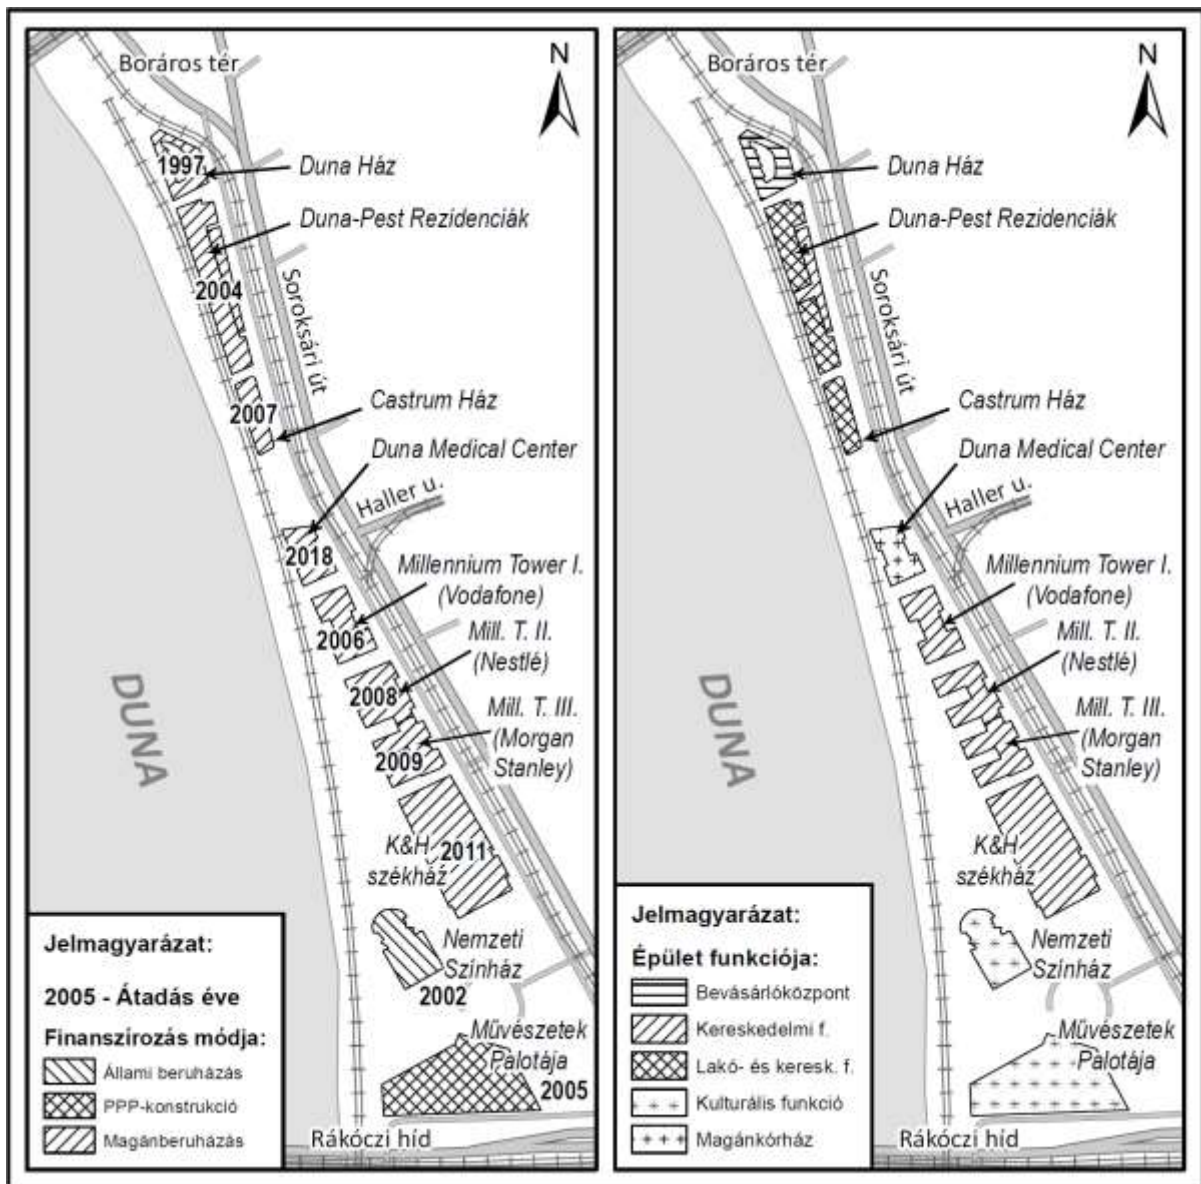 Boráros tér
N
1997
Duna Ház
Duna-Pest Rezidenciák
2004
Soroksári út
2007
Castrum Ház
Duna Medical Center
Haller u.
2018
Millennium Tower I.
(Vodafone)
2006
Mill. T. II.
(Nestlé)
2008
Mill. T. III.
(Morgan
Stanley)
2009
DUNA
K&H
székház
2011
Nemzeti
Színház
2002
Művészetek
Palotája
2005
Rákóczi híd
Jelmagyarázat:
2005 - Átadás éve
Finanszírozás módja:
Állami beruházás
PPP-konstrukció
Magánberuházás
Boráros tér
N
Duna Ház
Duna-Pest Rezidenciák
Soroksári út
Castrum Ház
Duna Medical Center
Haller u.
Millennium Tower I.
(Vodafone)
Mill. T. II.
(Nestlé)
Mill. T. III.
(Morgan
Stanley)
DUNA
K&H
székház
Nemzeti
Színház
Művészetek
Palotája
Rákóczi híd
Jelmagyarázat:
Épület funkciója:
Bevásárlóközpont
Kereskedelmi f.
Lakó- és keresk. f.
Kulturális funkció
Magánkórház